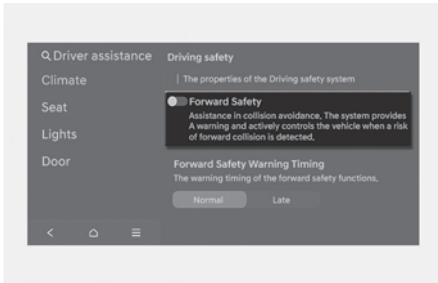 Driver assistance
Climate
Seat
Lights
Door
Driving safety
The properties of the Driving safety system
Forward Safety
Assistance in collision avoidance, The system provides
A warning and actively controls the vehicle when a risk
of forward collision is detected,
Forward Safety Warning Timing
The warning timing of the forward safety functions,
Normal
Late